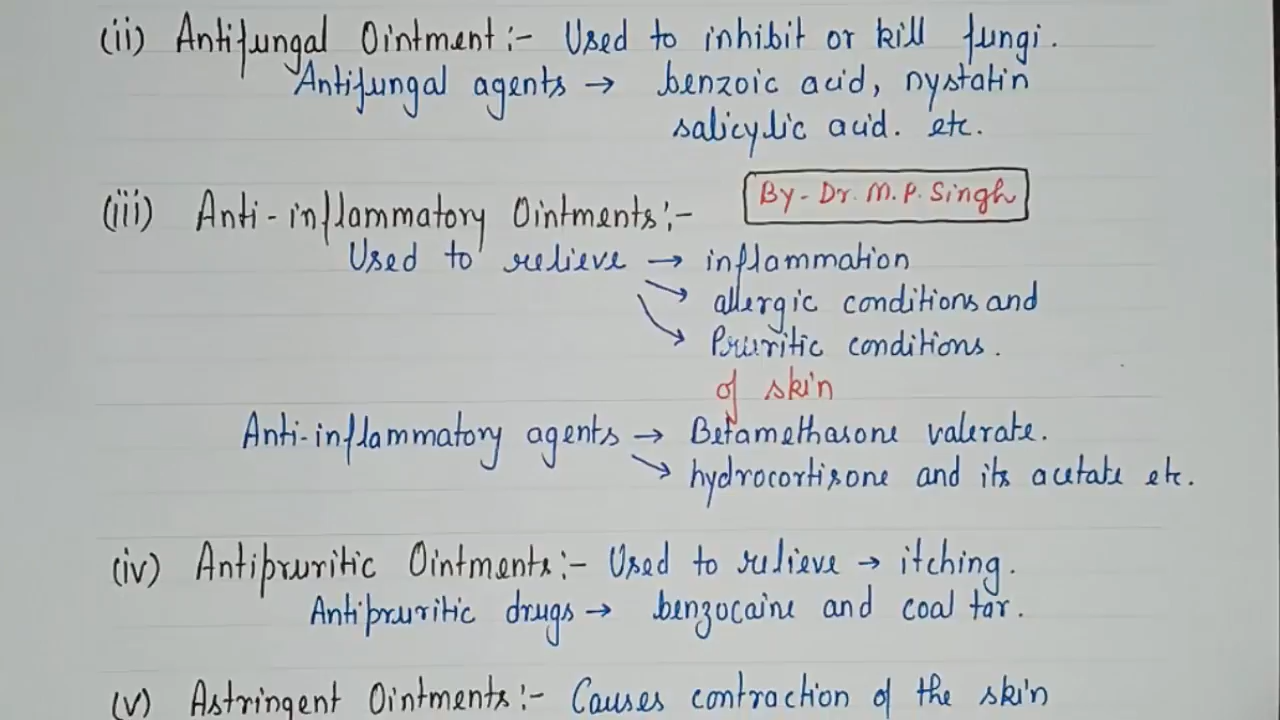 (ii) Antifungal Ointment:- Used to inhibit or kill fungi.
Antifungal agents → benzoic acid, nystatin
salicylic acid. etc.
By - Dr. M. P. Singh
(iii) Anti-inflammatory Ointments:-
Used to relieve → inflammation
→ allergic conditions and
→ Pruritic conditions.
of skin
Anti-inflammatory agents → Betamethasone valerate.
→ hydrocortisone and its acetate etc.
(iv) Antipruritic Ointments:- Used to relieve → itching.
Antipruritic drugs → benzocaine and coal tar.
(v) Astringent Ointments:- Causes contraction of the skin